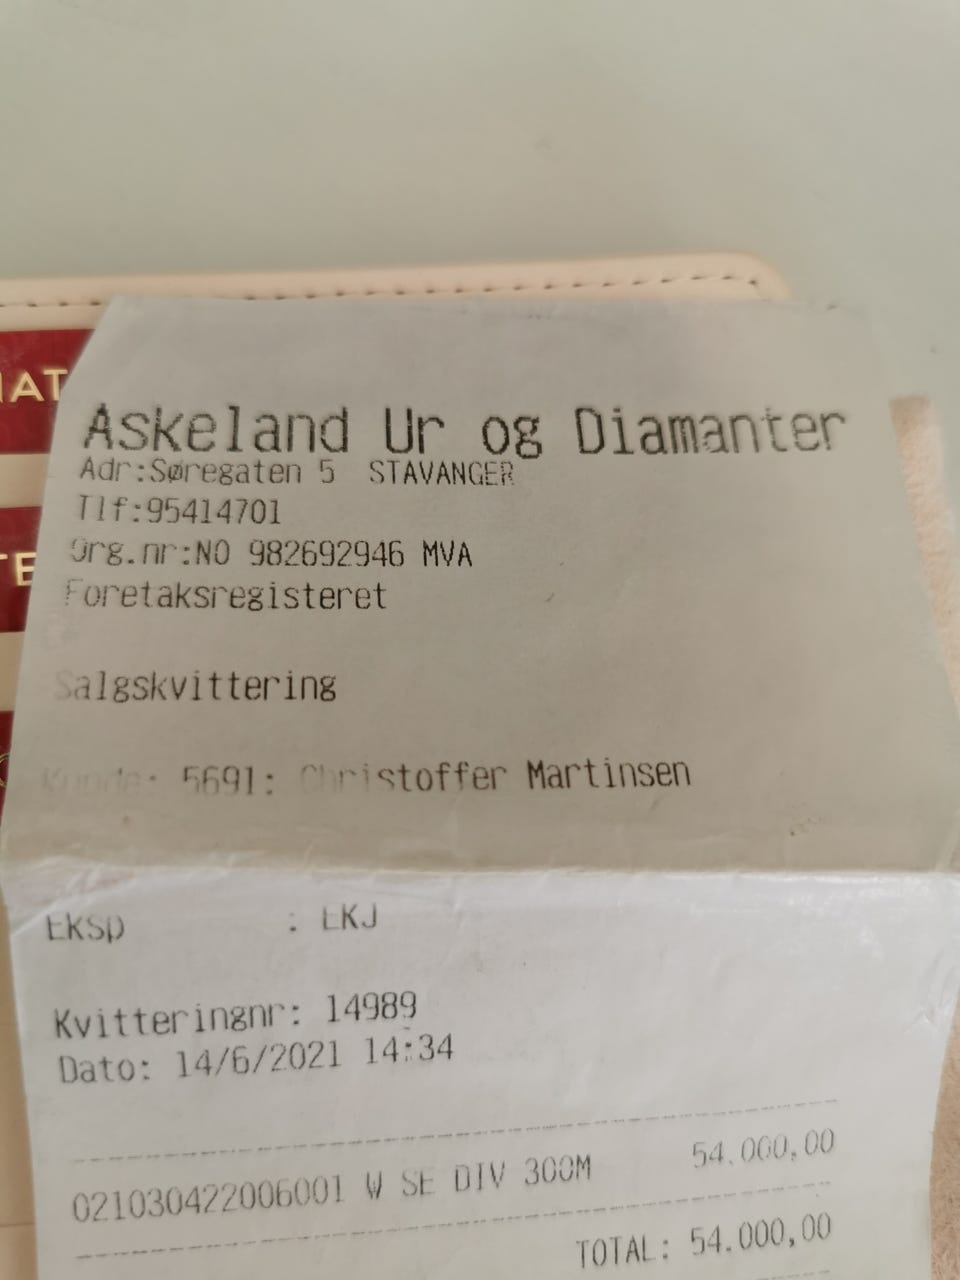 Askeland Ur og Diamanter
Adr:Søregaten 5 STAVANGER
Tlf:95414701
Org.nr:NO 982692946 MVA
Foretaksregisteret
Salgskvittering
Kunde: 5691: Christoffer Martinsen
Eksp : EKJ
Kvitteringnr: 14989
Dato: 14/6/2021 14:34
021030422006001 W SE DIV 300M 54.000,00
TOTAL: 54.000,00